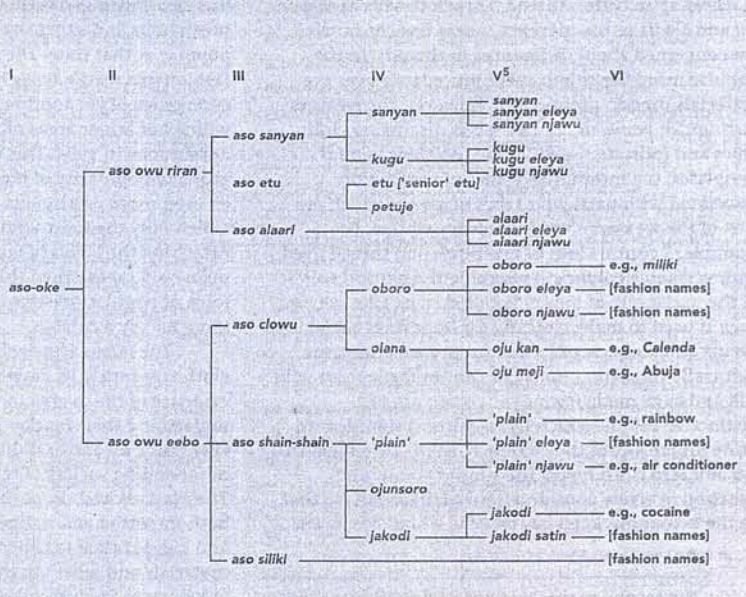 I II III IV V5 VI
sanyan
sanyan sanyan eleya
sanyan njawu
aso sanyan
kugu
aso owu riran kugu kugu eleya
kugu njawu
aso etu etu ['senior' etu]
petuje
alaari
aso alaari alaari eleya
alaari njawu
oboro e.g., miliki
aso-oke oboro oboro eleya [fashion names]
oboro njawu [fashion names]
aso clowu
olana oju kan e.g., Calenda
oju meji e.g., Abuja
'plain' e.g., rainbow
aso owu eebo aso shain-shain 'plain' 'plain' eleya [fashion names]
'plain' njawu e.g., air conditioner
ojunsoro
jakodi e.g., cocaine
jakodi jakodi satin [fashion names]
aso siliki [fashion names]